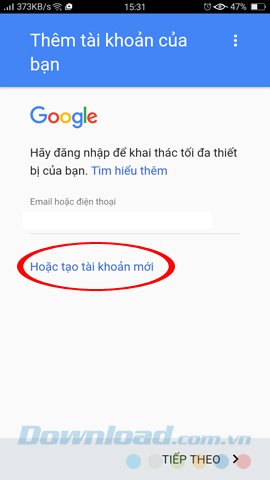 373KB/s 15:31 47%
Thêm tài khoản của
bạn
Google
Hãy đăng nhập để khai thác tối đa thiết
bị của bạn. Tìm hiểu thêm
Email hoặc điện thoại
Hoặc tạo tài khoản mới
Download.com.vn
TIẾP THEO